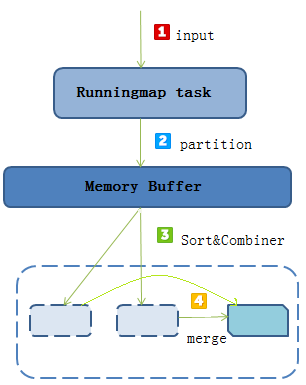 1 input
Runningmap task
2 partition
Memory Buffer
3 Sort&Combiner
4
merge